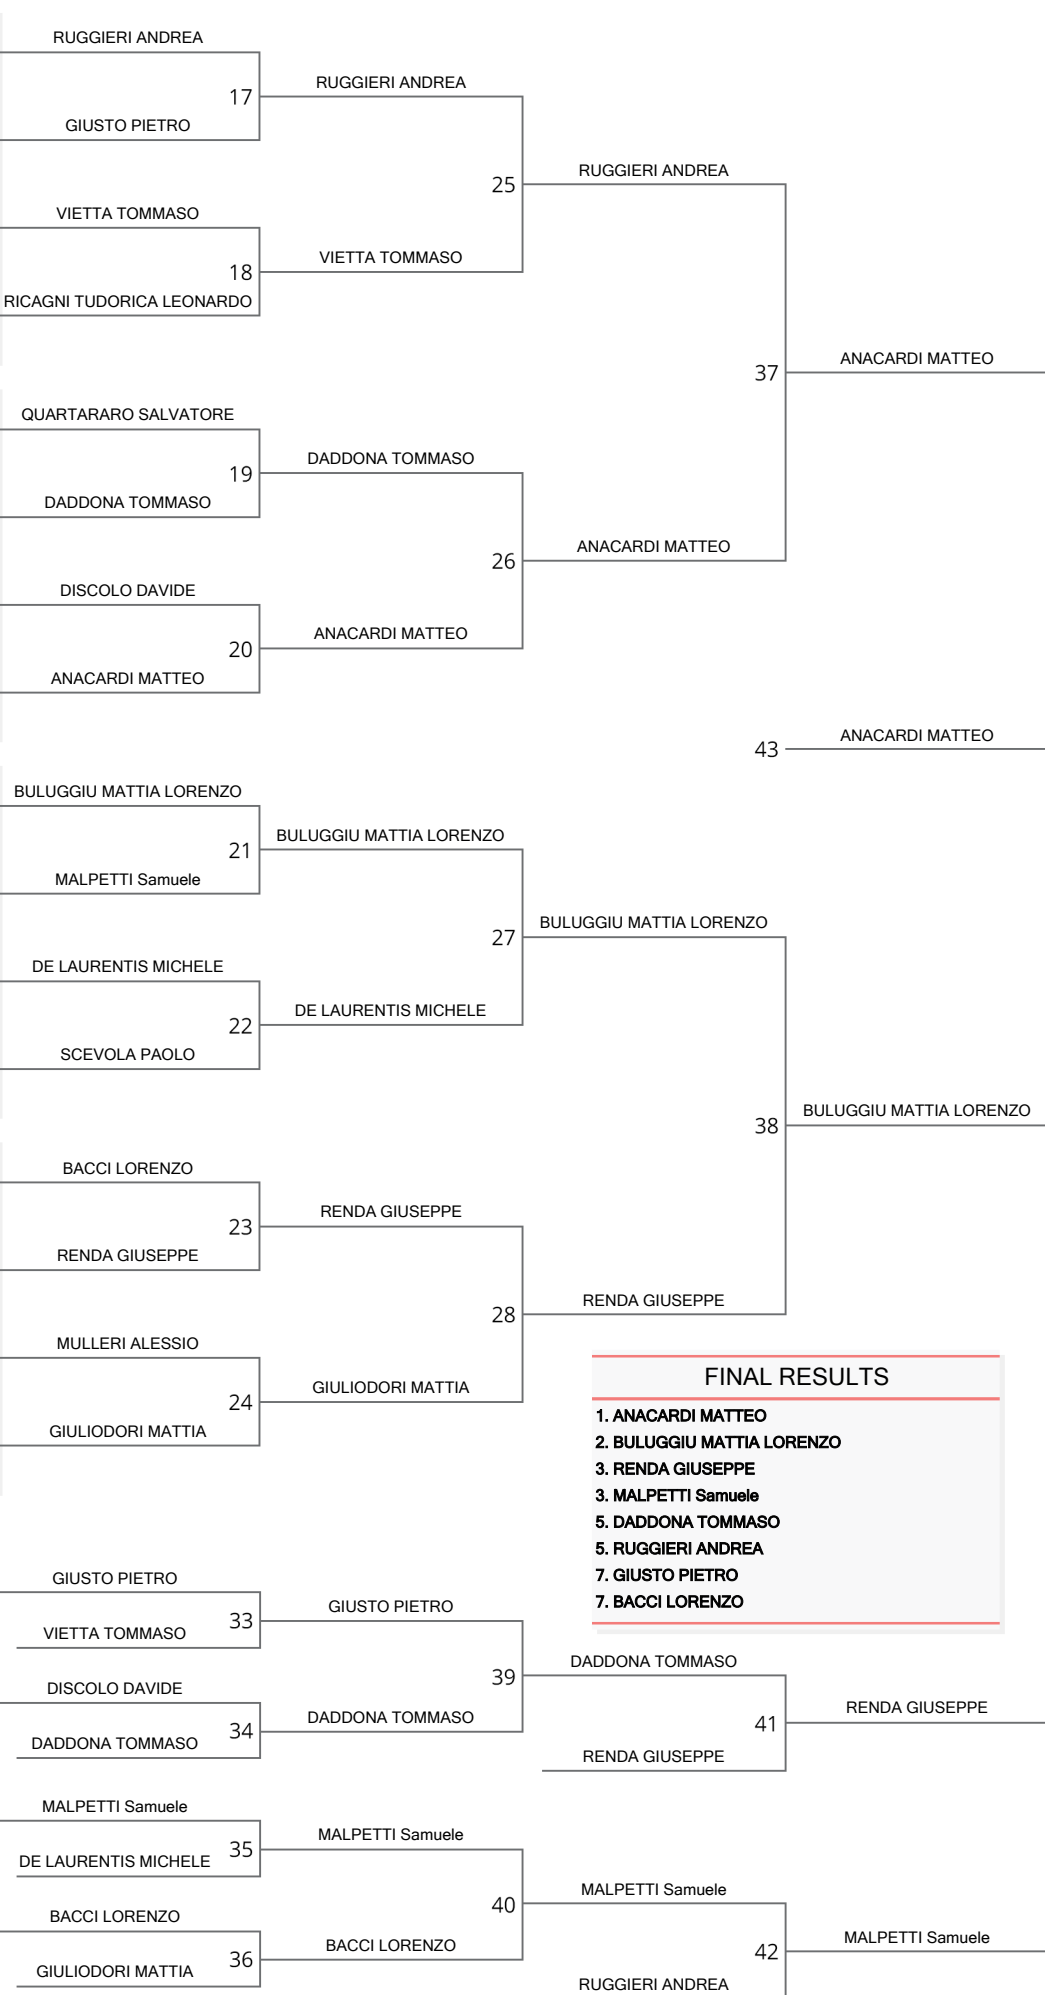 RUGGIERI ANDREA
17
RUGGIERI ANDREA
GIUSTO PIETRO
25
RUGGIERI ANDREA
VIETTA TOMMASO
18
VIETTA TOMMASO
RICAGNI TUDORICA LEONARDO
37
ANACARDI MATTEO
QUARTARARO SALVATORE
19
DADDONA TOMMASO
DADDONA TOMMASO
26
ANACARDI MATTEO
DISCOLO DAVIDE
20
ANACARDI MATTEO
ANACARDI MATTEO
43
ANACARDI MATTEO
BULUGGIU MATTIA LORENZO
21
BULUGGIU MATTIA LORENZO
MALPETTI Samuele
27
BULUGGIU MATTIA LORENZO
DE LAURENTIS MICHELE
22
DE LAURENTIS MICHELE
SCEVOLA PAOLO
38
BULUGGIU MATTIA LORENZO
BACCI LORENZO
23
RENDA GIUSEPPE
RENDA GIUSEPPE
28
RENDA GIUSEPPE
MULLERI ALESSIO
24
GIULIODORI MATTIA
GIULIODORI MATTIA
FINAL RESULTS
1. ANACARDI MATTEO
2. BULUGGIU MATTIA LORENZO
3. RENDA GIUSEPPE
3. MALPETTI Samuele
5. DADDONA TOMMASO
5. RUGGIERI ANDREA
7. GIUSTO PIETRO
7. BACCI LORENZO
GIUSTO PIETRO
33
GIUSTO PIETRO
VIETTA TOMMASO
39
DADDONA TOMMASO
DISCOLO DAVIDE
34
DADDONA TOMMASO
DADDONA TOMMASO
41
RENDA GIUSEPPE
RENDA GIUSEPPE
MALPETTI Samuele
35
MALPETTI Samuele
DE LAURENTIS MICHELE
40
MALPETTI Samuele
BACCI LORENZO
36
BACCI LORENZO
GIULIODORI MATTIA
42
MALPETTI Samuele
RUGGIERI ANDREA